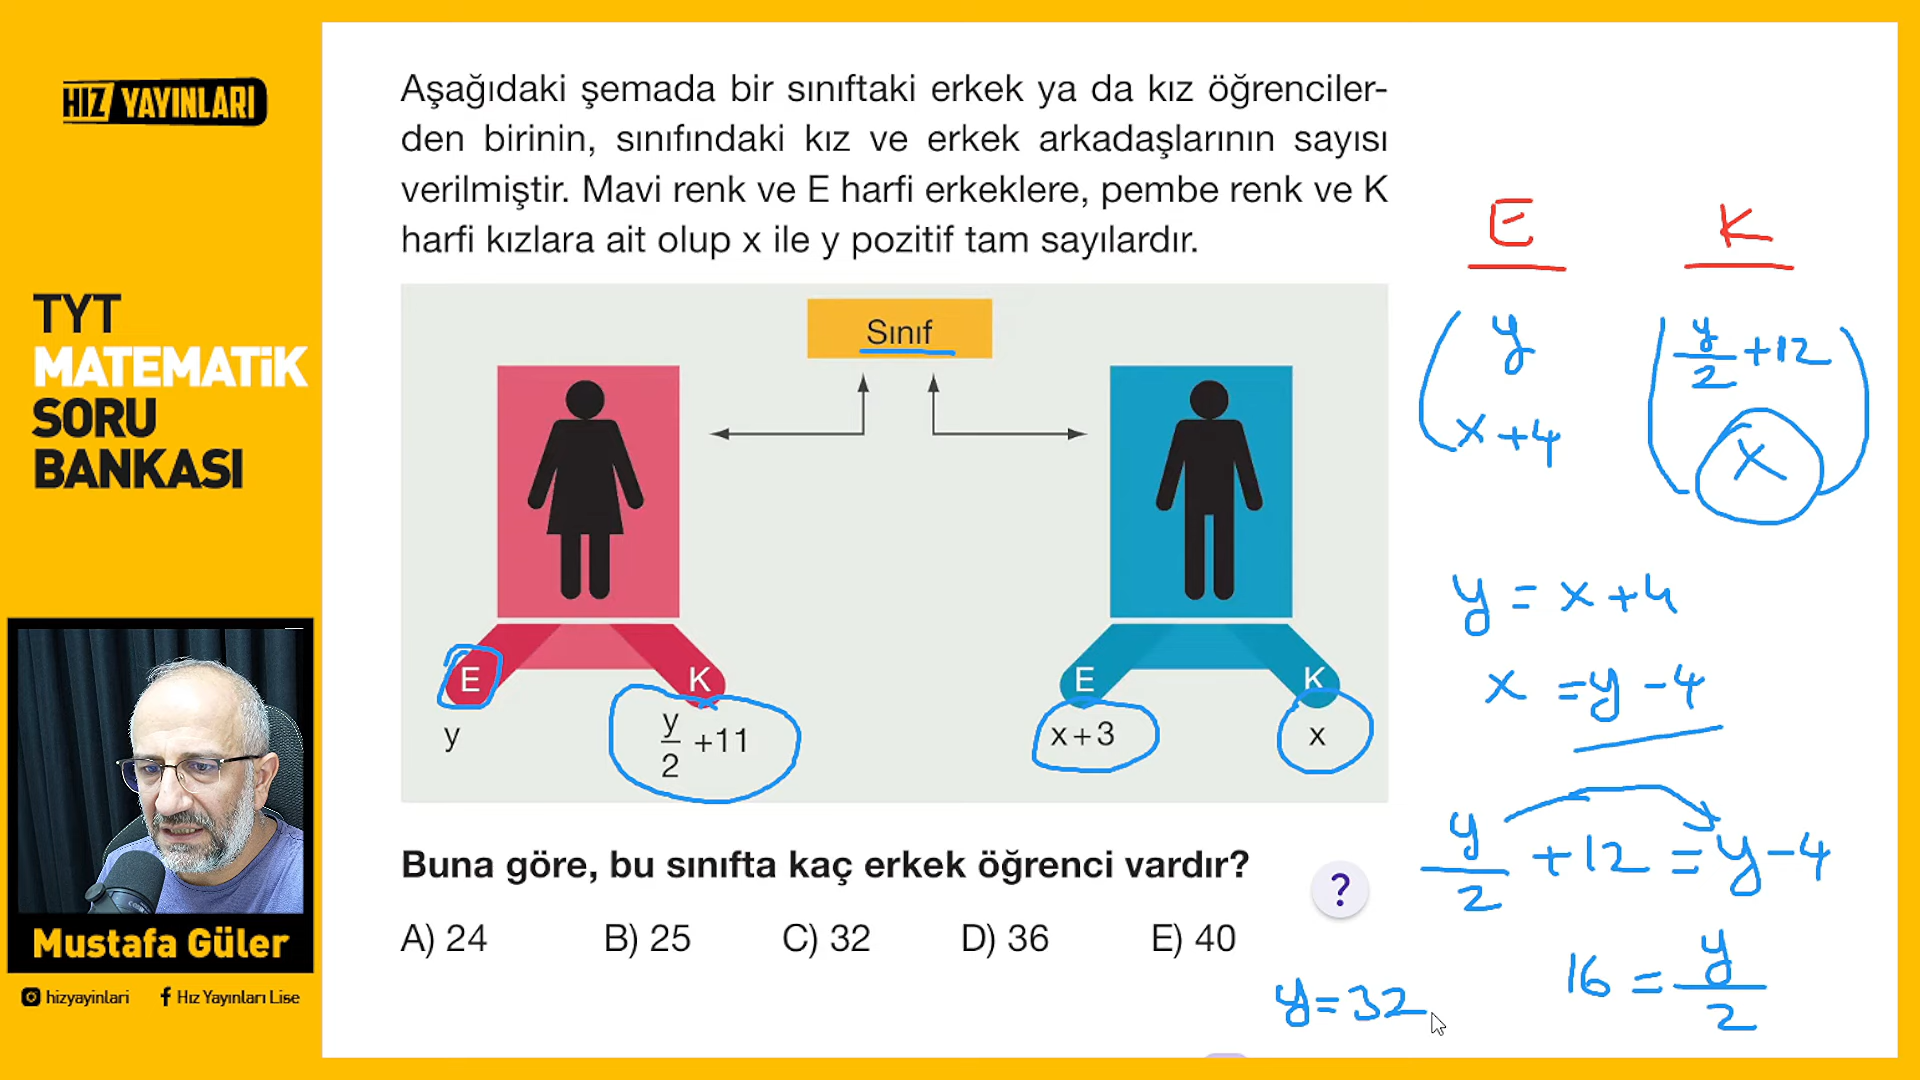 HIZ YAYINLARI
TYT
MATEMATİK
SORU
BANKASI
Mustafa Güler
hizyayinlari
Hız Yayınları Lise
Aşağıdaki şemada bir sınıftaki erkek ya da kız öğrenciler-
den birinin, sınıfındaki kız ve erkek arkadaşlarının sayısı
verilmiştir. Mavi renk ve E harfi erkeklere, pembe renk ve K
harfi kızlara ait olup x ile y pozitif tam sayılardır.
Sınıf
E K
y y/2 +11
E K
x+3 x
Buna göre, bu sınıfta kaç erkek öğrenci vardır?
?
A) 24 B) 25 C) 32 D) 36 E) 40
E K
y y/2 +12
x+4 x
y = x+4
x = y-4
y/2 +12 = y-4
16 = y/2
y = 32